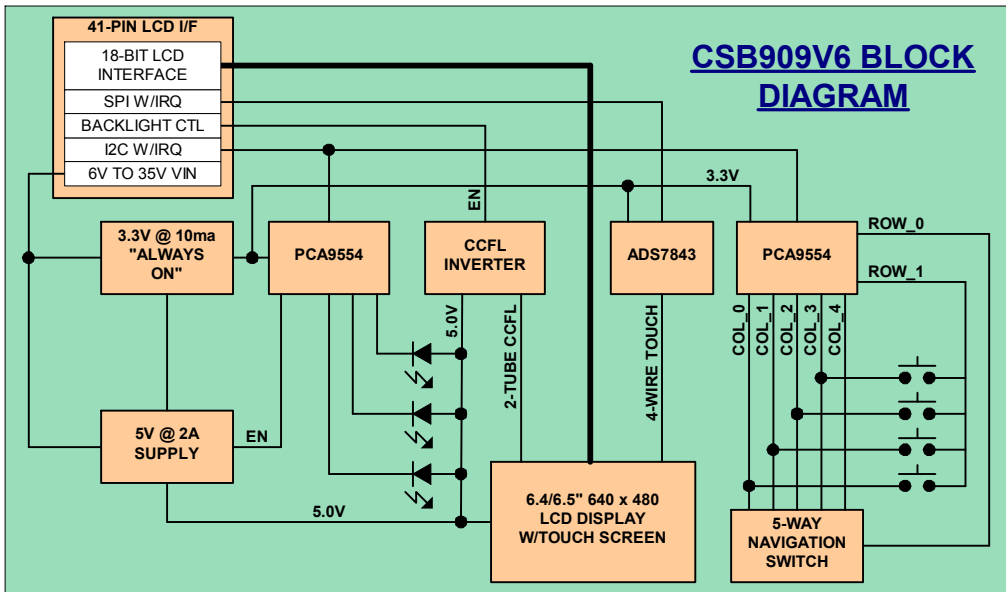 41-PIN LCD I/F
18-BIT LCD
INTERFACE
SPI W/IRQ
BACKLIGHT CTL
I2C W/IRQ
6V TO 35V VIN
CSB909V6 BLOCK
DIAGRAM
3.3V @ 10ma
"ALWAYS
ON"
PCA9554
EN
CCFL
INVERTER
ADS7843
3.3V
PCA9554
ROW_0
ROW_1
5.0V
2-TUBE CCFL
4-WIRE TOUCH
COL_0
COL_1
COL_2
COL_3
COL_4
5V @ 2A
SUPPLY
EN
5.0V
6.4/6.5" 640 x 480
LCD DISPLAY
W/TOUCH SCREEN
5-WAY
NAVIGATION
SWITCH